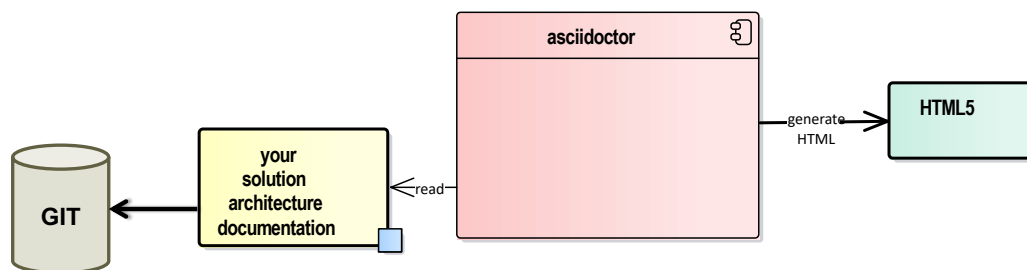 asciidoctor
generate
HTML
HTML5
your
solution
architecture
documentation
read
GIT